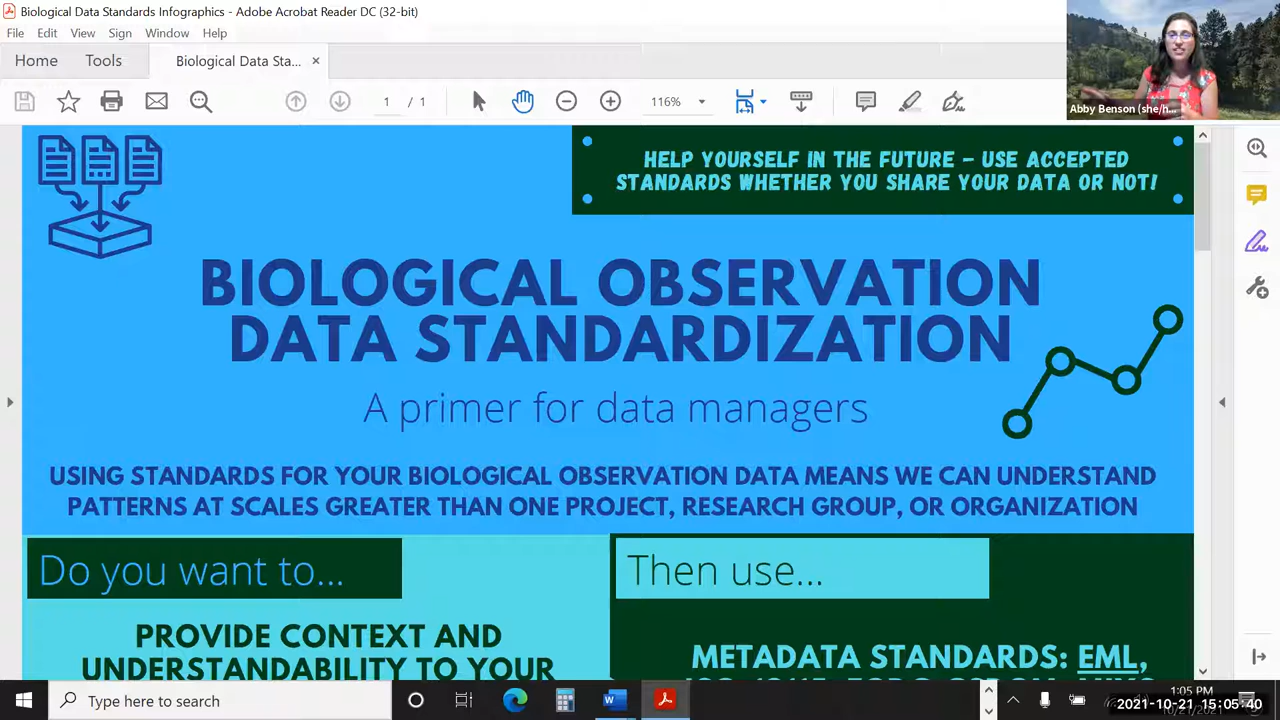 Biological Data Standards Infographics - Adobe Acrobat Reader DC (32-bit)
File Edit View Sign Window Help
Home Tools Biological Data Sta... ×
1 / 1 116%
Abby Benson (she/h...
HELP YOURSELF IN THE FUTURE – USE ACCEPTED
STANDARDS WHETHER YOU SHARE YOUR DATA OR NOT!
BIOLOGICAL OBSERVATION
DATA STANDARDIZATION
A primer for data managers
USING STANDARDS FOR YOUR BIOLOGICAL OBSERVATION DATA MEANS WE CAN UNDERSTAND
PATTERNS AT SCALES GREATER THAN ONE PROJECT, RESEARCH GROUP, OR ORGANIZATION
Do you want to...
Then use...
PROVIDE CONTEXT AND
UNDERSTANDABILITY TO YOUR
METADATA STANDARDS: EML,
Type here to search
1:05 PM
2021-10-21 15:05:40